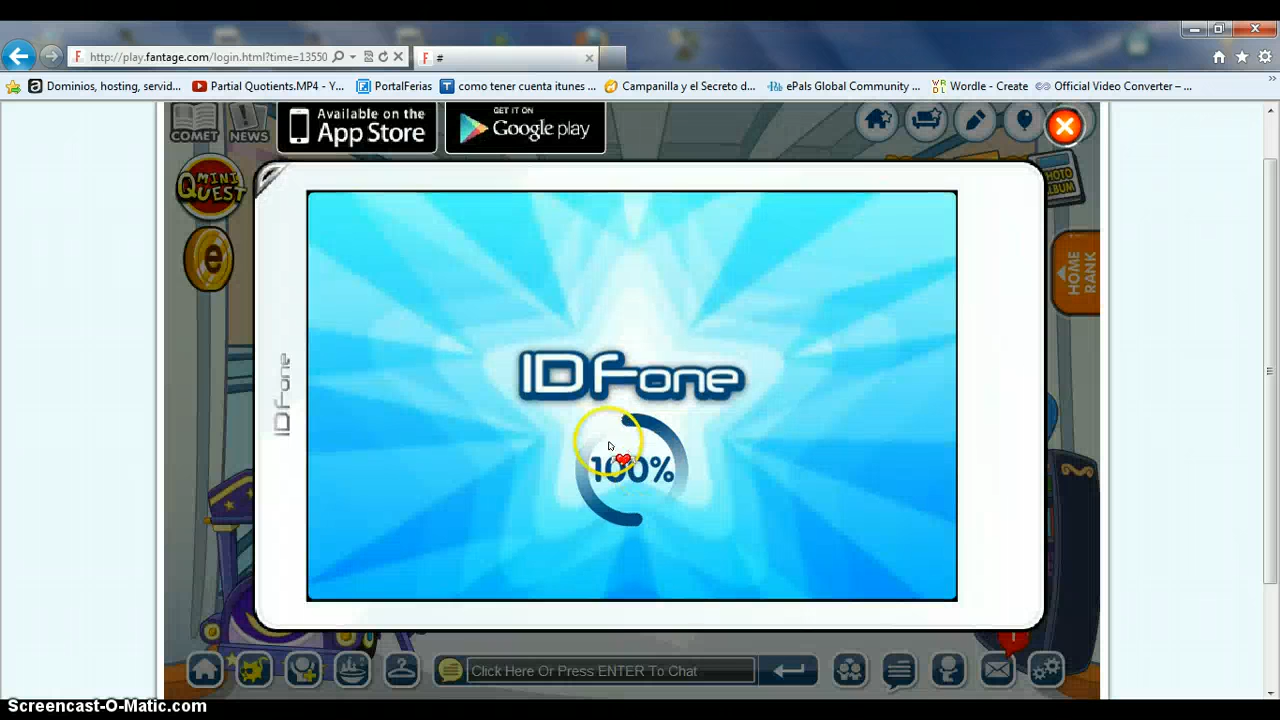 http://play.fantage.com/login.html?time=13550
#
Dominios, hosting, servid...
Partial Quotients.MP4 - Y...
PortalFerias
como tener cuenta itunes ...
Campanilla y el Secreto d...
ePals Global Community ...
Wordle - Create
Official Video Converter – ...
COMET
NEWS
Available on the
App Store
GET IT ON
Google play
MINI
QUEST
PHOTO
ALBUM
e
HOME
RANK
IDfone
IDfone
100%
Click Here Or Press ENTER To Chat
Screencast-O-Matic.com